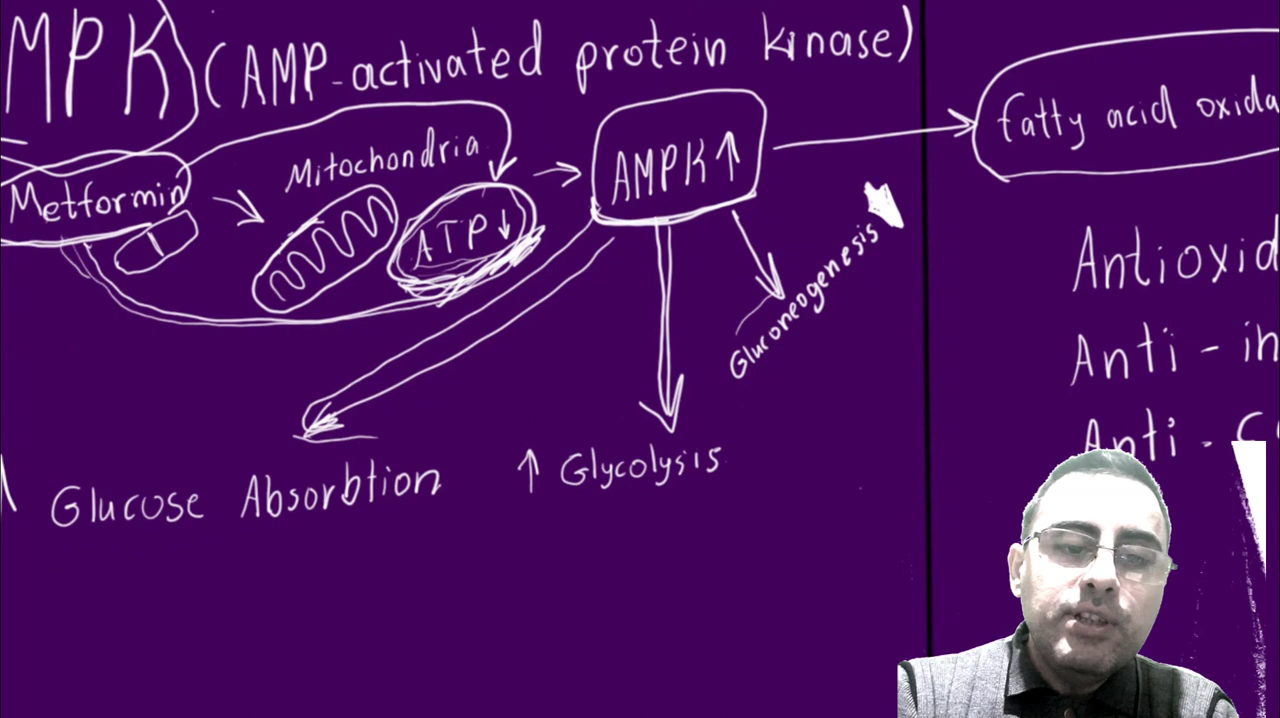 MPK (AMP-activated protein kinase)
Mitochondria
Metformin
ATP↓
AMPK↑
fatty acid oxida
Gluconeogenesis
Antioxid
Anti - in
Anti - C
Glucose Absorbtion
↑ Glycolysis